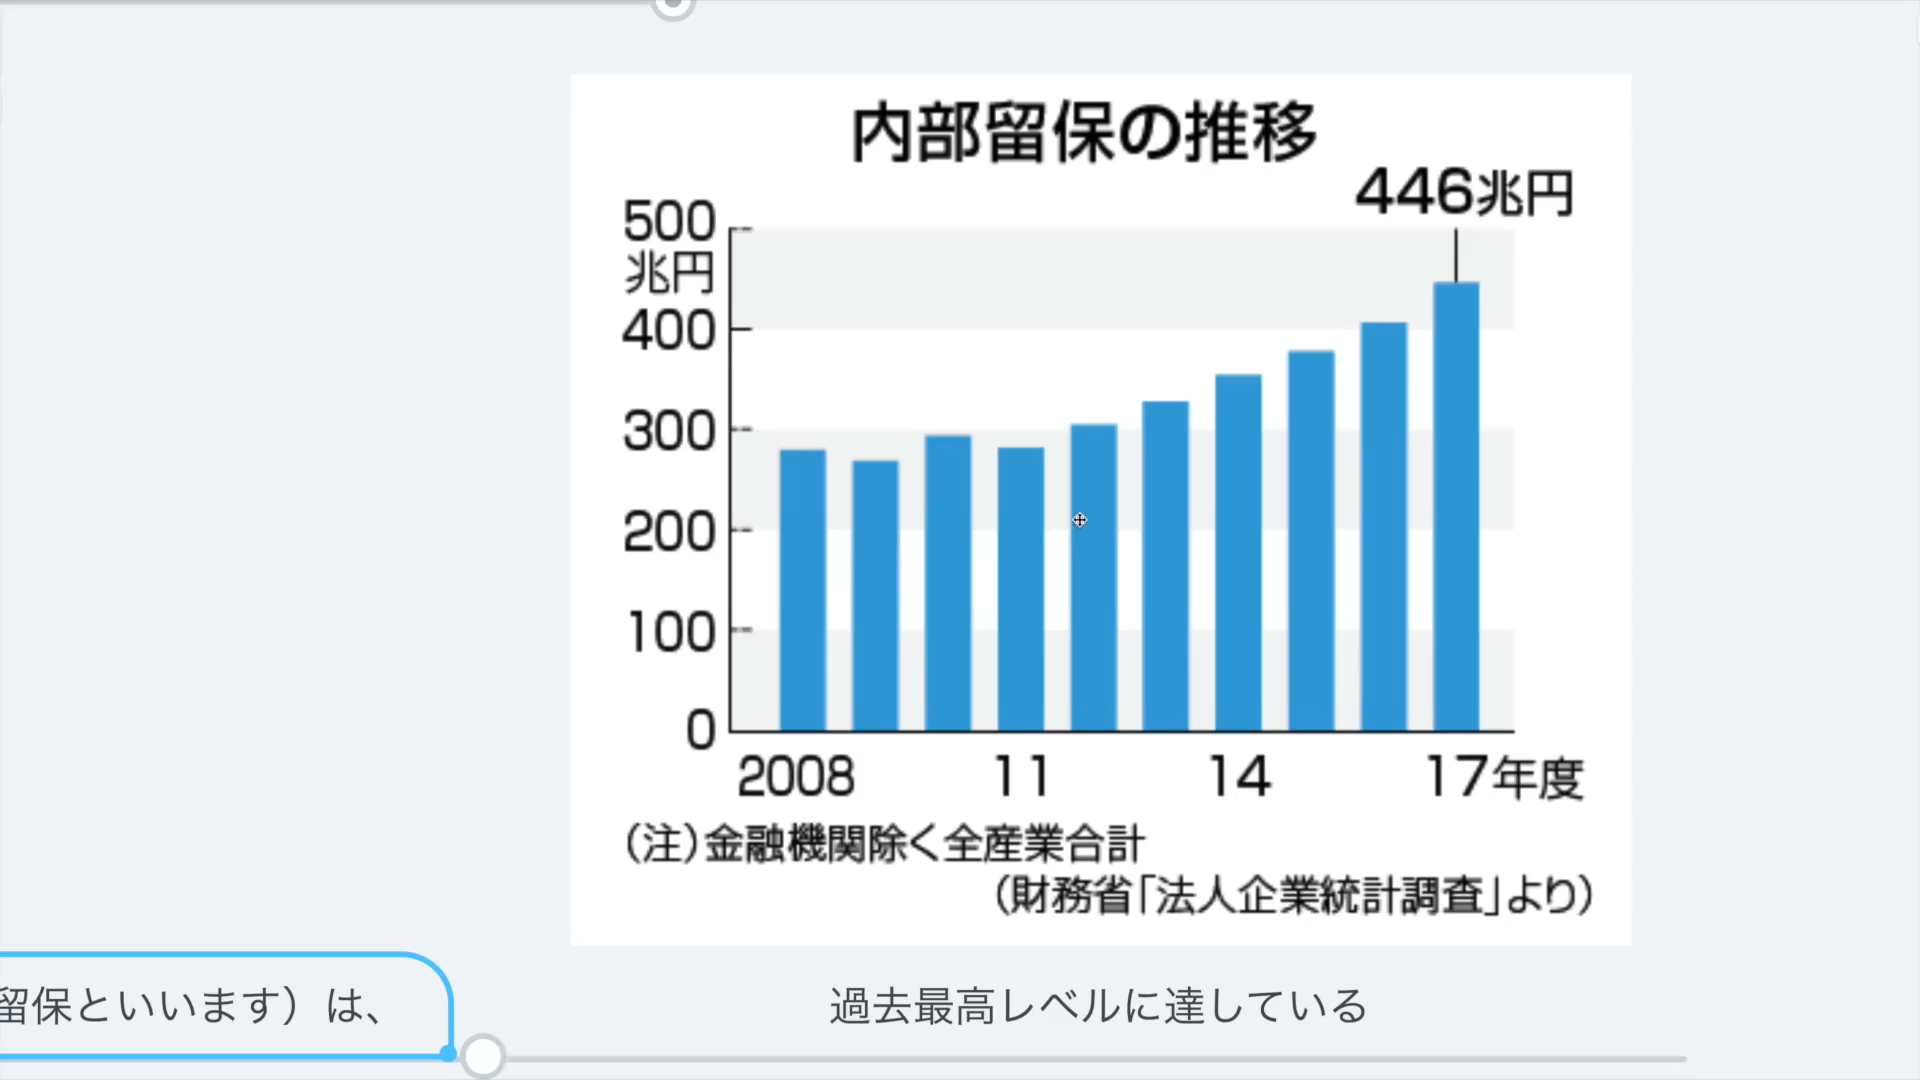 内部留保の推移
446兆円
500
兆円
400
300
200
100
0
2008 11 14 17年度
（注）金融機関除く全産業合計
（財務省「法人企業統計調査」より）
留保といいます）は、
過去最高レベルに達している